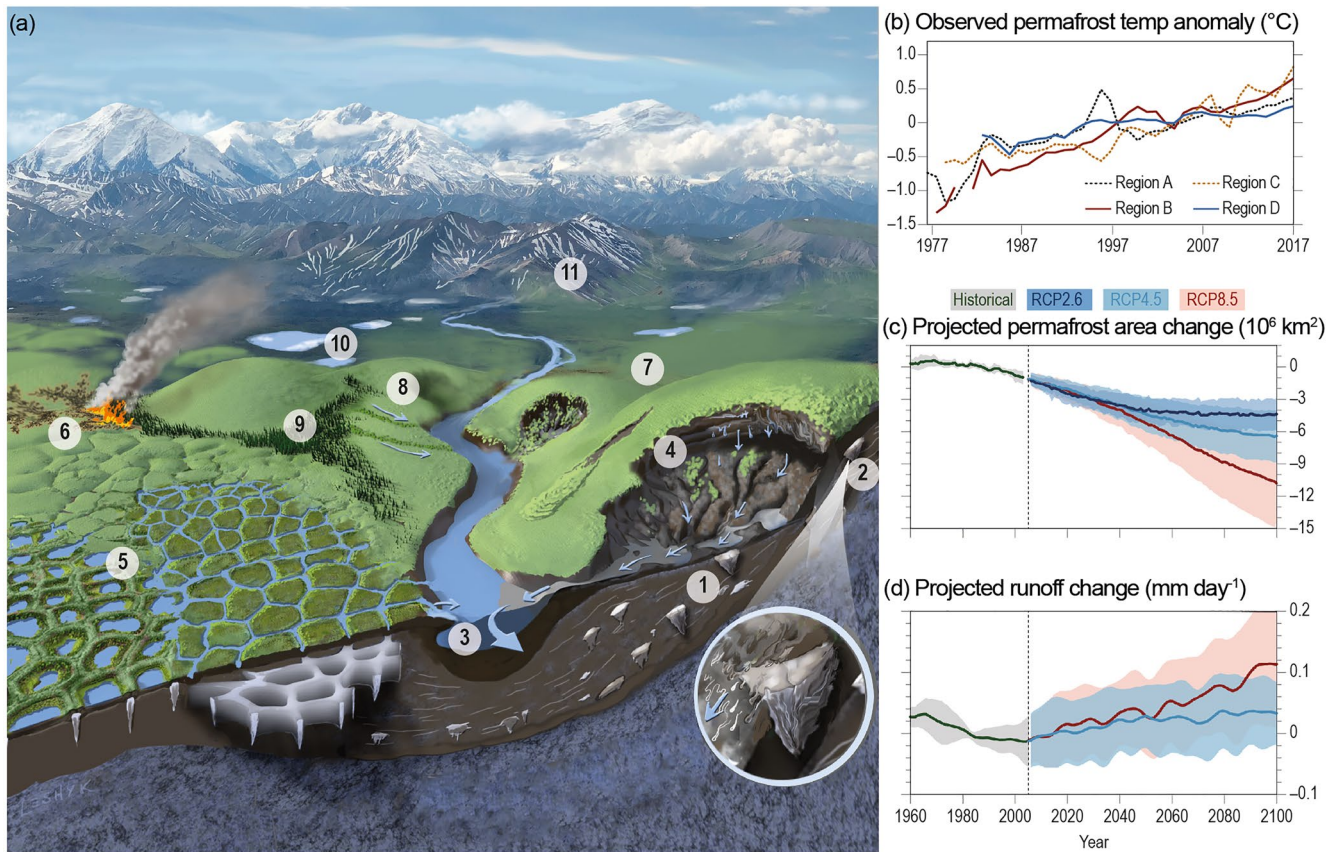 (a)
11
10
7
8
9
6
4
2
5
1
3
LESHYK
(b) Observed permafrost temp anomaly (°C)
1.0
0.5
0
−0.5
−1.0
−1.5
Region A
Region C
Region B
Region D
1977
1987
1997
2007
2017
Historical
RCP2.6
RCP4.5
RCP8.5
(c) Projected permafrost area change (10⁶ km²)
0
−3
−6
−9
−12
−15
(d) Projected runoff change (mm day⁻¹)
0.2
0.1
0
−0.1
1960
1980
2000
2020
2040
2060
2080
2100
Year